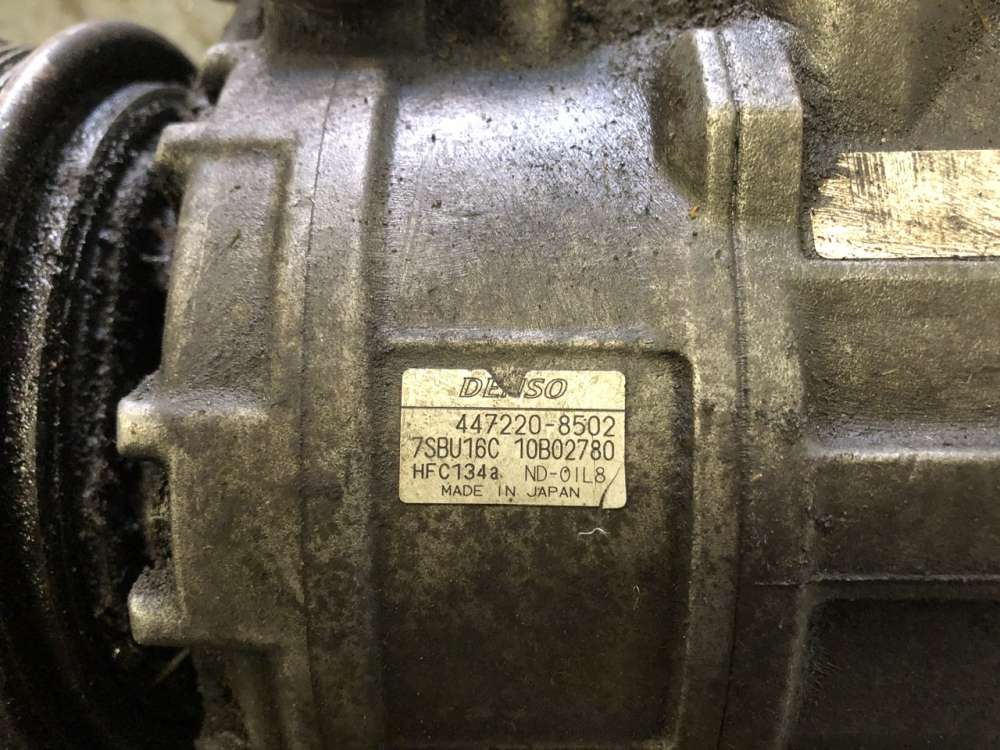 DENSO
447220-8502
7SBU16C 10B02780
HFC134a ND-OIL8
MADE IN JAPAN